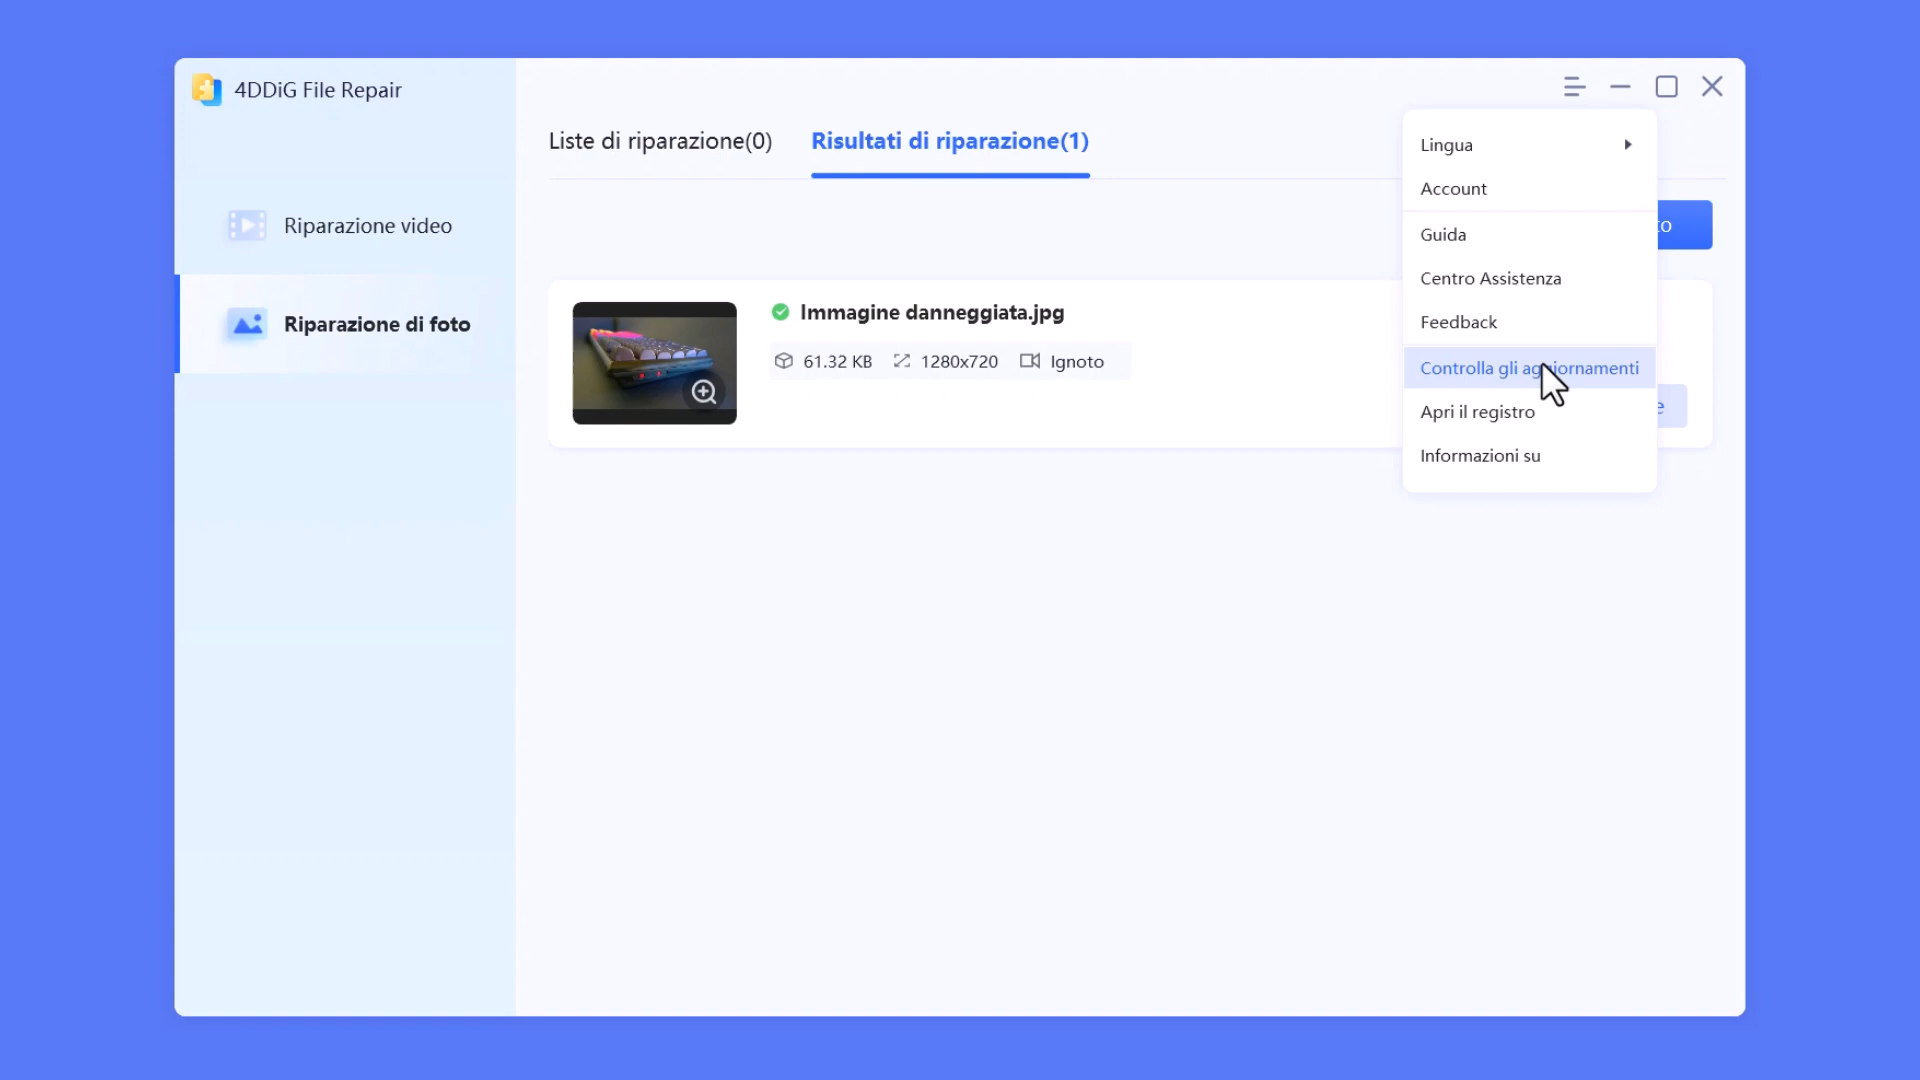 4DDiG File Repair
Liste di riparazione(0)
Risultati di riparazione(1)
Riparazione video
Riparazione di foto
Immagine danneggiata.jpg
61.32 KB
1280x720
Ignoto
Lingua
Account
Guida
Centro Assistenza
Feedback
Controlla gli aggiornamenti
Apri il registro
Informazioni su